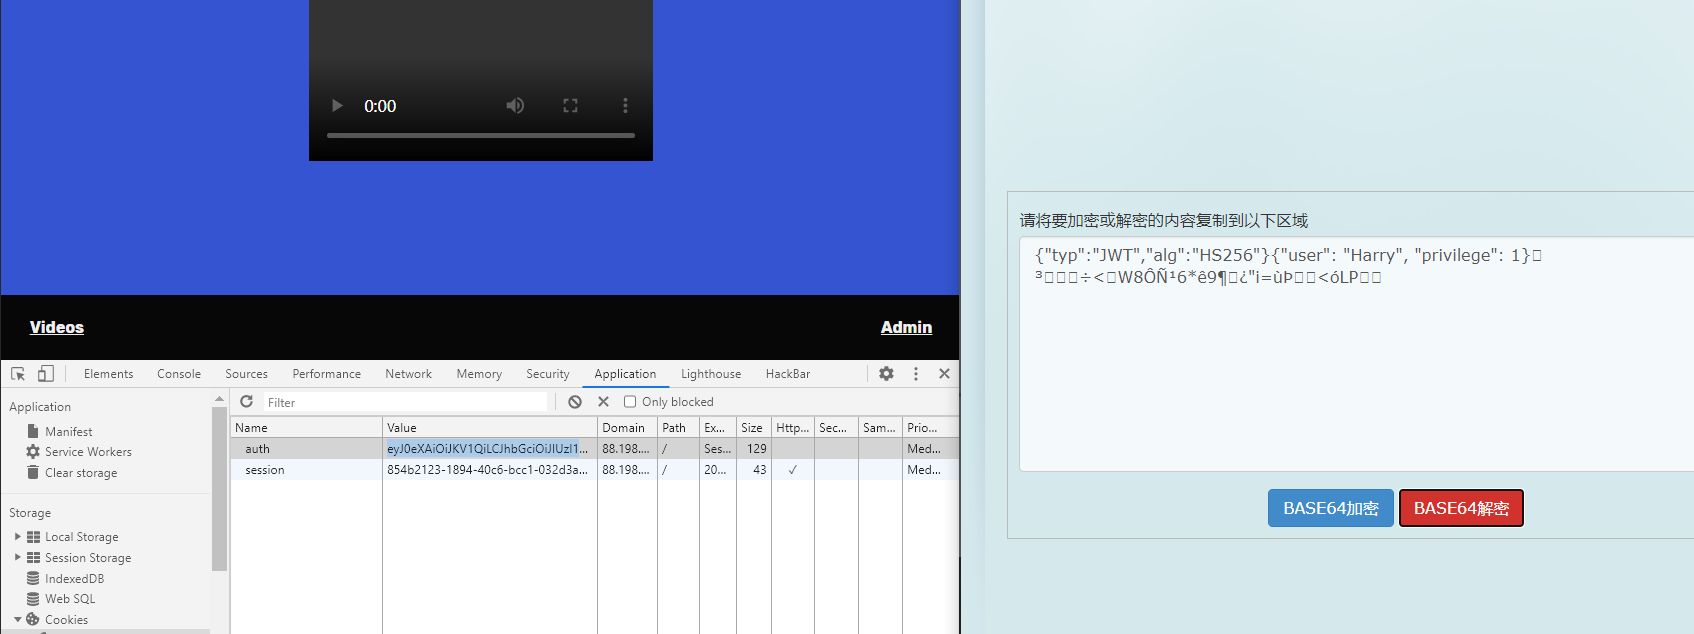 0:00
Videos
Admin
Elements Console Sources Performance Network Memory Security Application Lighthouse HackBar
Application
Manifest
Service Workers
Clear storage
Storage
Local Storage
Session Storage
IndexedDB
Web SQL
Cookies
Filter
Only blocked
Name Value Domain Path Ex... Size Http... Sec... Sam... Prio...
auth eyJ0eXAiOiJKV1QiLCJhbGciOiJIUzI1... 88.198.... / Ses... 129 Med...
session 854b2123-1894-40c6-bcc1-032d3a... 88.198.... / 20... 43 ✓ Med...
请将要加密或解密的内容复制到以下区域
{"typ":"JWT","alg":"HS256"}{"user": "Harry", "privilege": 1}
³÷<W8ÔÑ¹6*ê9¶¿"i=ùÞ<óLP
BASE64加密
BASE64解密